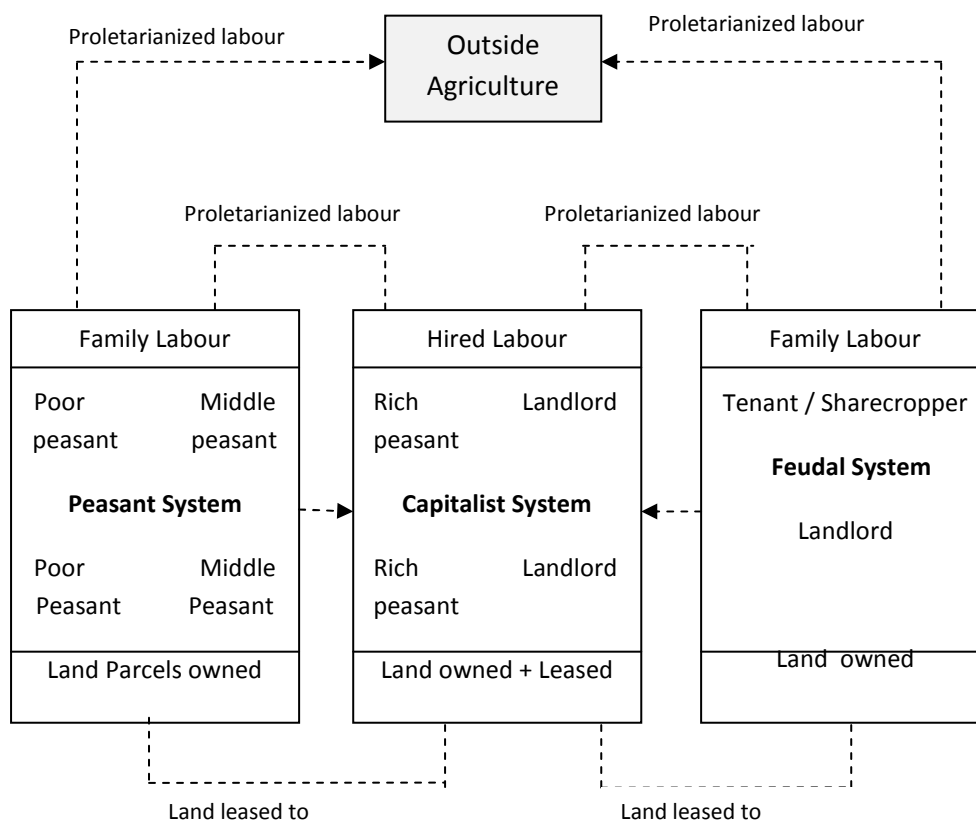 Proletarianized labour
Outside
Agriculture
Proletarianized labour
Proletarianized labour
Proletarianized labour
Family Labour
Poor
peasant
Middle
peasant
Peasant System
Poor
Peasant
Middle
Peasant
Land Parcels owned
Hired Labour
Rich
peasant
Landlord
Capitalist System
Rich
peasant
Landlord
Land owned + Leased
Family Labour
Tenant / Sharecropper
Feudal System
Landlord
Land owned
Land leased to
Land leased to